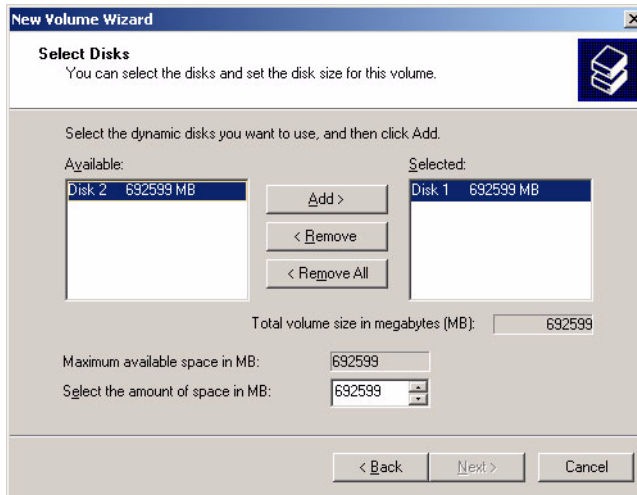 New Volume Wizard
Select Disks
You can select the disks and set the disk size for this volume.
Select the dynamic disks you want to use, and then click Add.
Available: Selected:
Disk 2 692599 MB Add > Disk 1 692599 MB
< Remove
< Remove All
Total volume size in megabytes (MB): 692599
Maximum available space in MB: 692599
Select the amount of space in MB: 692599
< Back Next > Cancel